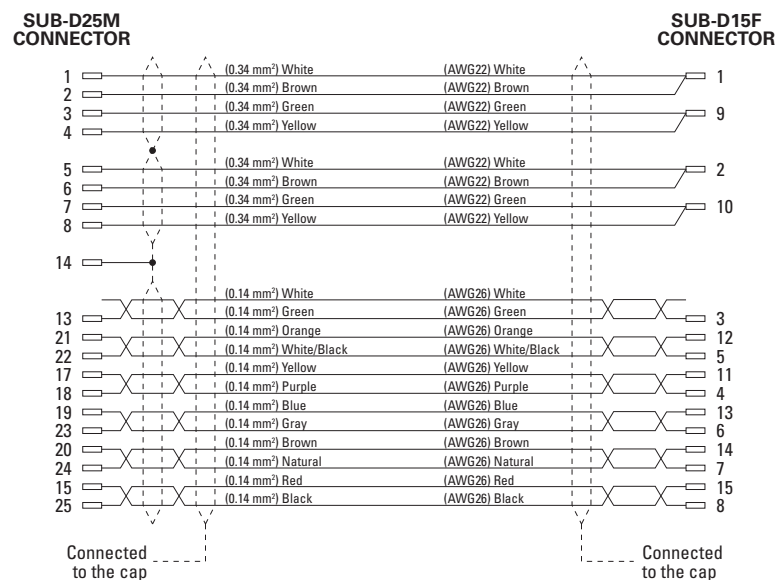 SUB-D25M
CONNECTOR
SUB-D15F
CONNECTOR
1 (0.34 mm²) White (AWG22) White 1
2 (0.34 mm²) Brown (AWG22) Brown
3 (0.34 mm²) Green (AWG22) Green 9
4 (0.34 mm²) Yellow (AWG22) Yellow
5 (0.34 mm²) White (AWG22) White 2
6 (0.34 mm²) Brown (AWG22) Brown
7 (0.34 mm²) Green (AWG22) Green 10
8 (0.34 mm²) Yellow (AWG22) Yellow
14
(0.14 mm²) White (AWG26) White
13 (0.14 mm²) Green (AWG26) Green 3
21 (0.14 mm²) Orange (AWG26) Orange 12
22 (0.14 mm²) White/Black (AWG26) White/Black 5
17 (0.14 mm²) Yellow (AWG26) Yellow 11
18 (0.14 mm²) Purple (AWG26) Purple 4
19 (0.14 mm²) Blue (AWG26) Blue 13
23 (0.14 mm²) Gray (AWG26) Gray 6
20 (0.14 mm²) Brown (AWG26) Brown 14
24 (0.14 mm²) Natural (AWG26) Natural 7
15 (0.14 mm²) Red (AWG26) Red 15
25 (0.14 mm²) Black (AWG26) Black 8
Connected
to the cap
Connected
to the cap